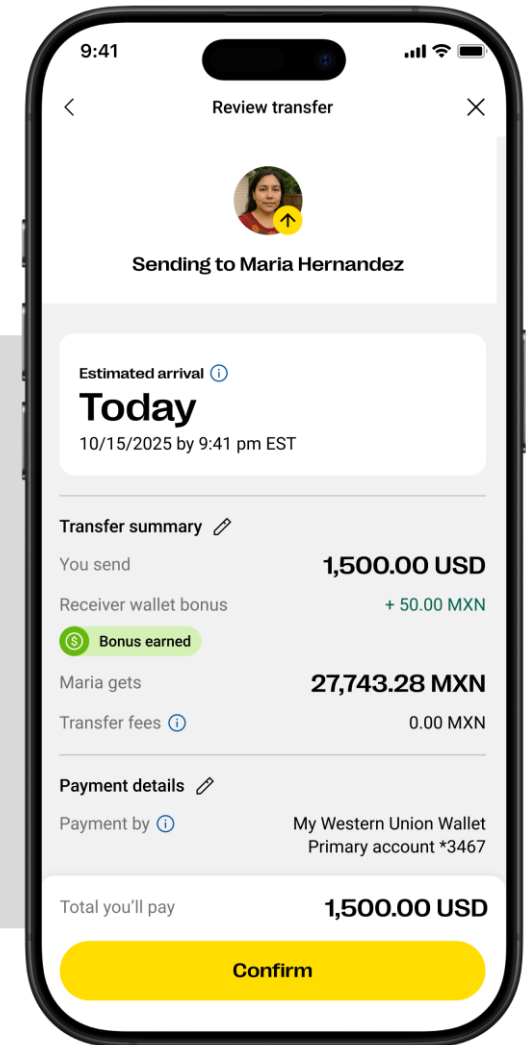 9:41
Review transfer
Sending to Maria Hernandez
Estimated arrival
Today
10/15/2025 by 9:41 pm EST
Transfer summary
You send 1,500.00 USD
Receiver wallet bonus + 50.00 MXN
Bonus earned
Maria gets 27,743.28 MXN
Transfer fees 0.00 MXN
Payment details
Payment by My Western Union Wallet
Primary account *3467
Total you'll pay 1,500.00 USD
Confirm